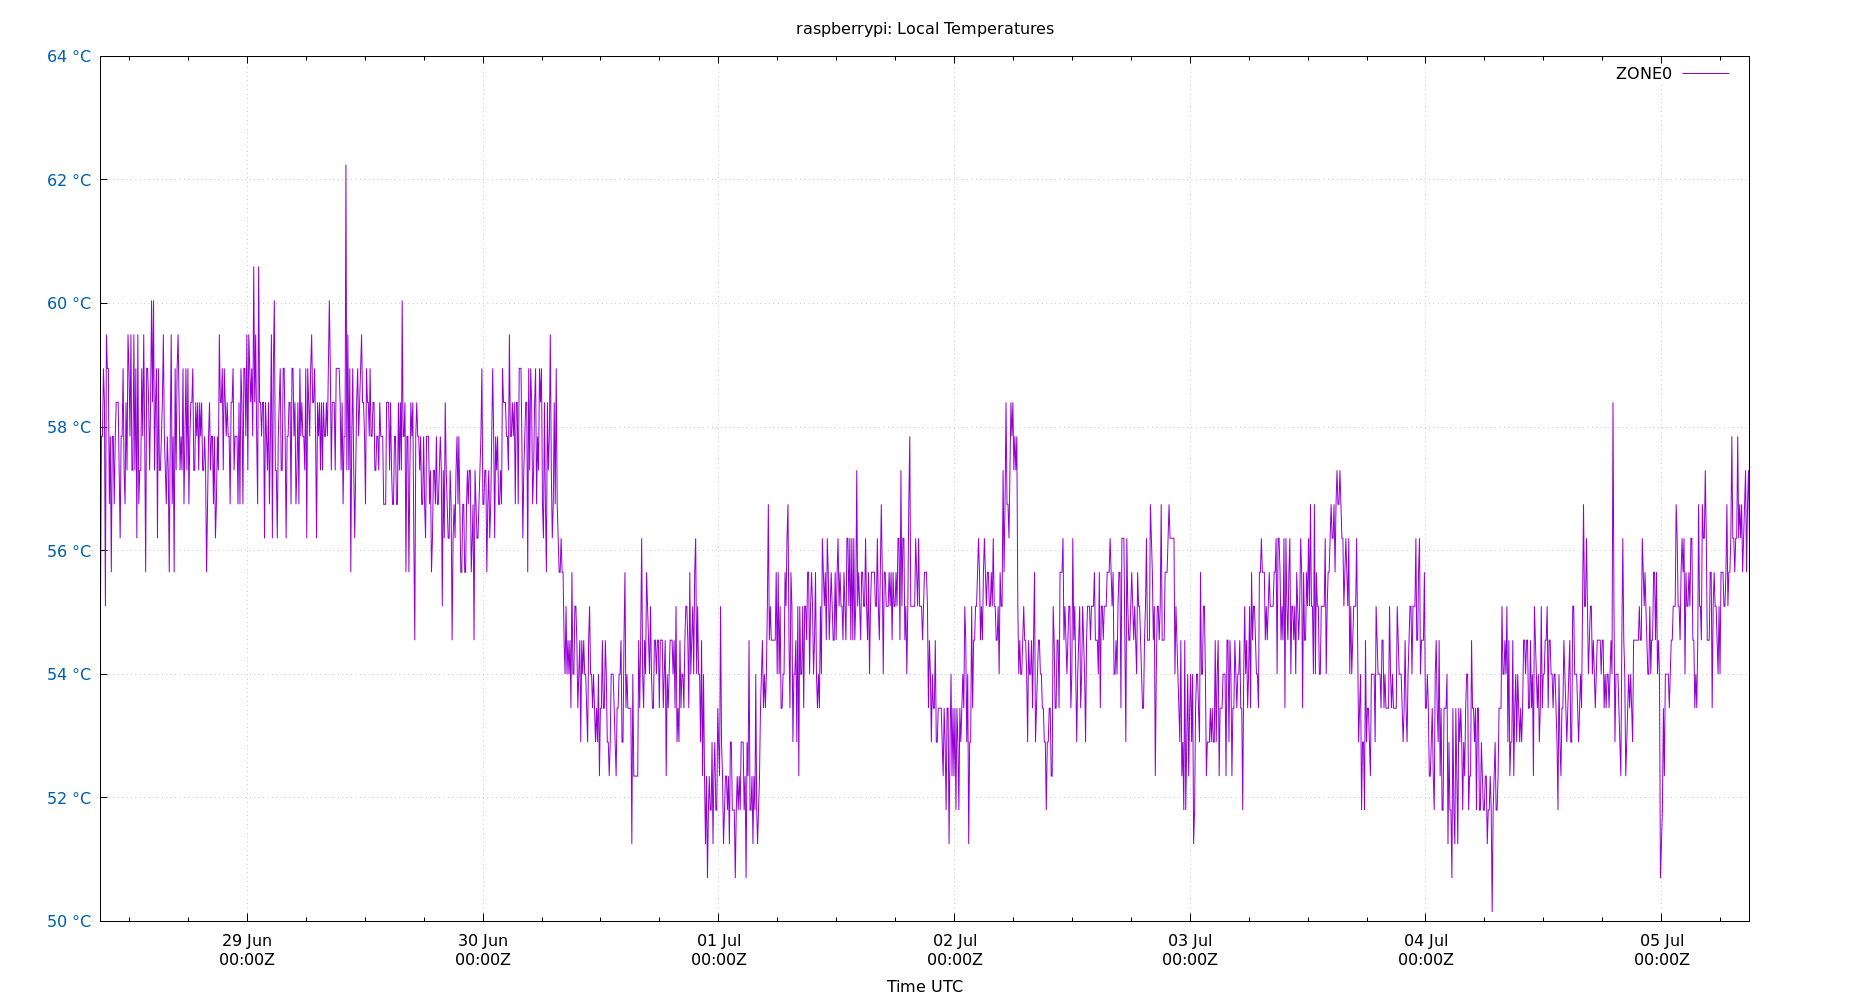 raspberrypi: Local Temperatures
ZONE0
64 °C
62 °C
60 °C
58 °C
56 °C
54 °C
52 °C
50 °C
29 Jun 30 Jun 01 Jul 02 Jul 03 Jul 04 Jul 05 Jul
00:00Z 00:00Z 00:00Z 00:00Z 00:00Z 00:00Z 00:00Z
Time UTC